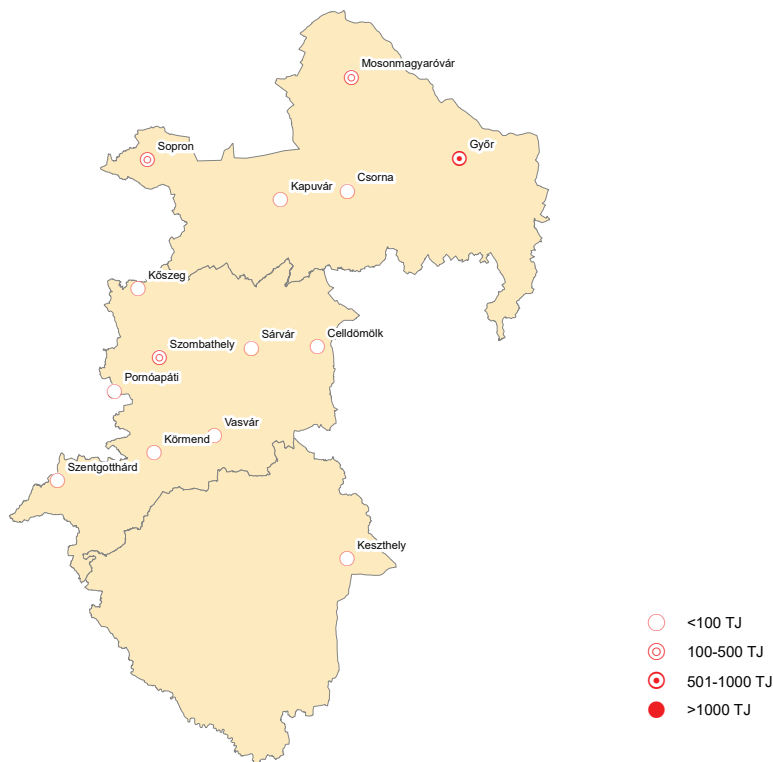 Mosonmagyaróvár
Sopron
Győr
Kapuvár
Csorna
Kőszeg
Szombathely
Sárvár
Celldömölk
Pornóapáti
Vasvár
Körmend
Szentgotthárd
Keszthely
<100 TJ
100-500 TJ
501-1000 TJ
>1000 TJ